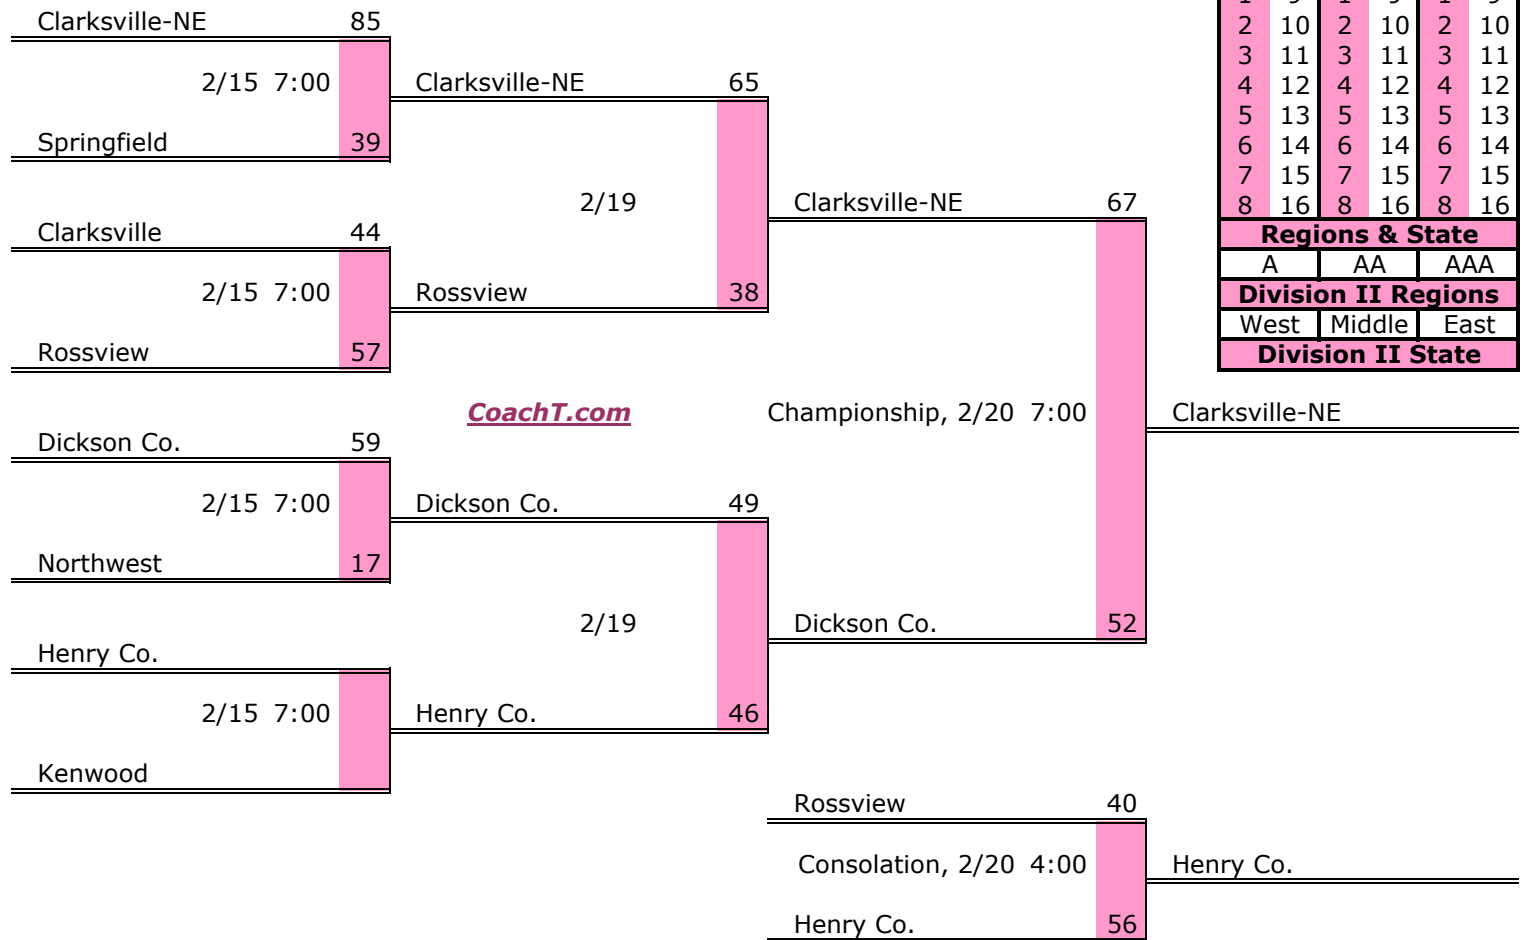 1 9 1 9 1 9
Clarksville-NE 85
2 10 2 10 2 10
3 11 3 11 3 11
2/15 7:00 Clarksville-NE 65
4 12 4 12 4 12
5 13 5 13 5 13
Springfield 39
6 14 6 14 6 14
7 15 7 15 7 15
2/19 Clarksville-NE 67
8 16 8 16 8 16
Clarksville 44
Regions & State
A AA AAA
2/15 7:00 Rossview 38
Division II Regions
West Middle East
Rossview 57
Division II State
CoachT.com Championship, 2/20 7:00 Clarksville-NE
Dickson Co. 59
2/15 7:00 Dickson Co. 49
Northwest 17
2/19 Dickson Co. 52
Henry Co.
2/15 7:00 Henry Co. 46
Kenwood
Rossview 40
Consolation, 2/20 4:00 Henry Co.
Henry Co. 56